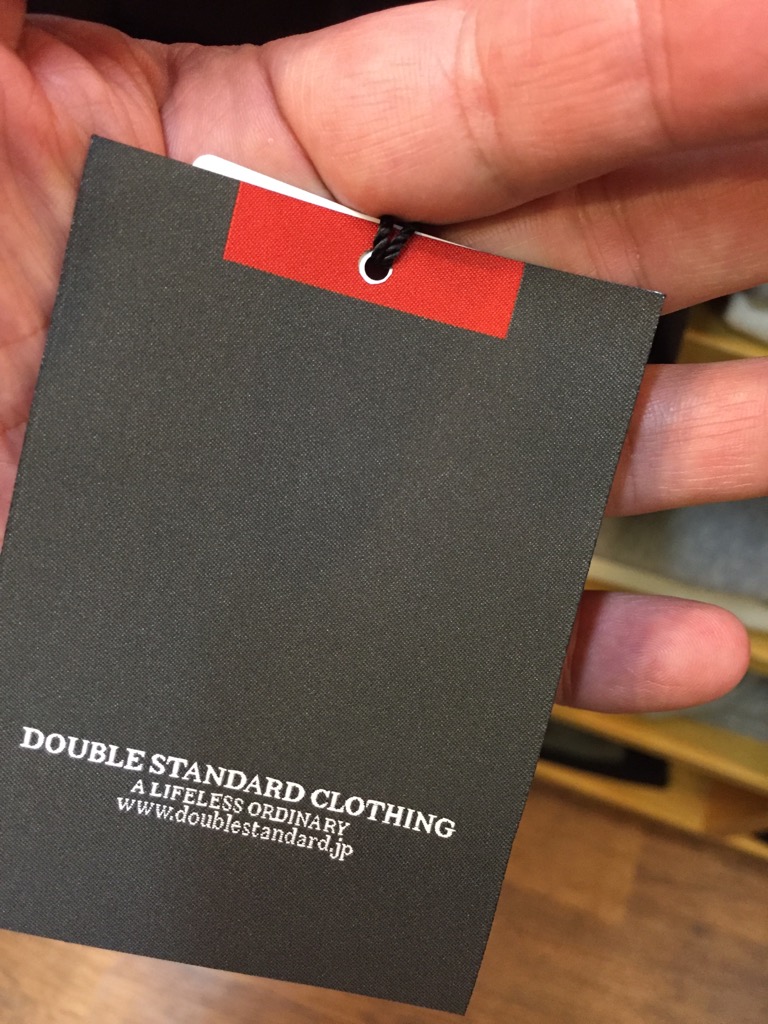 DOUBLE STANDARD CLOTHING
A LIFELESS ORDINARY
www.doublestandard.jp